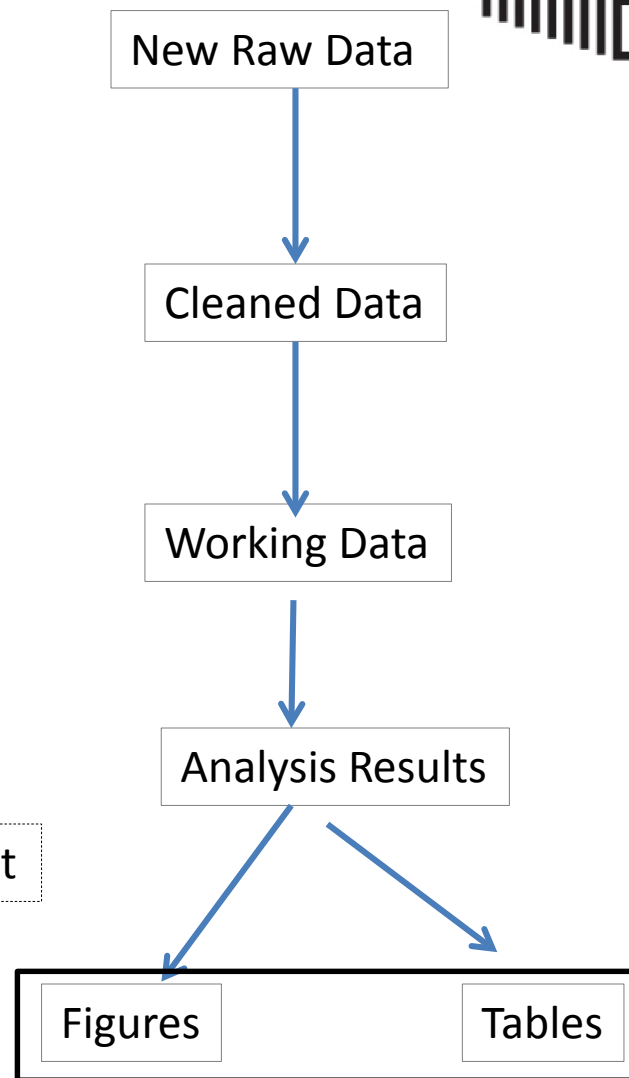 New Raw Data
Cleaned Data
Working Data
Analysis Results
t
Figures
Tables